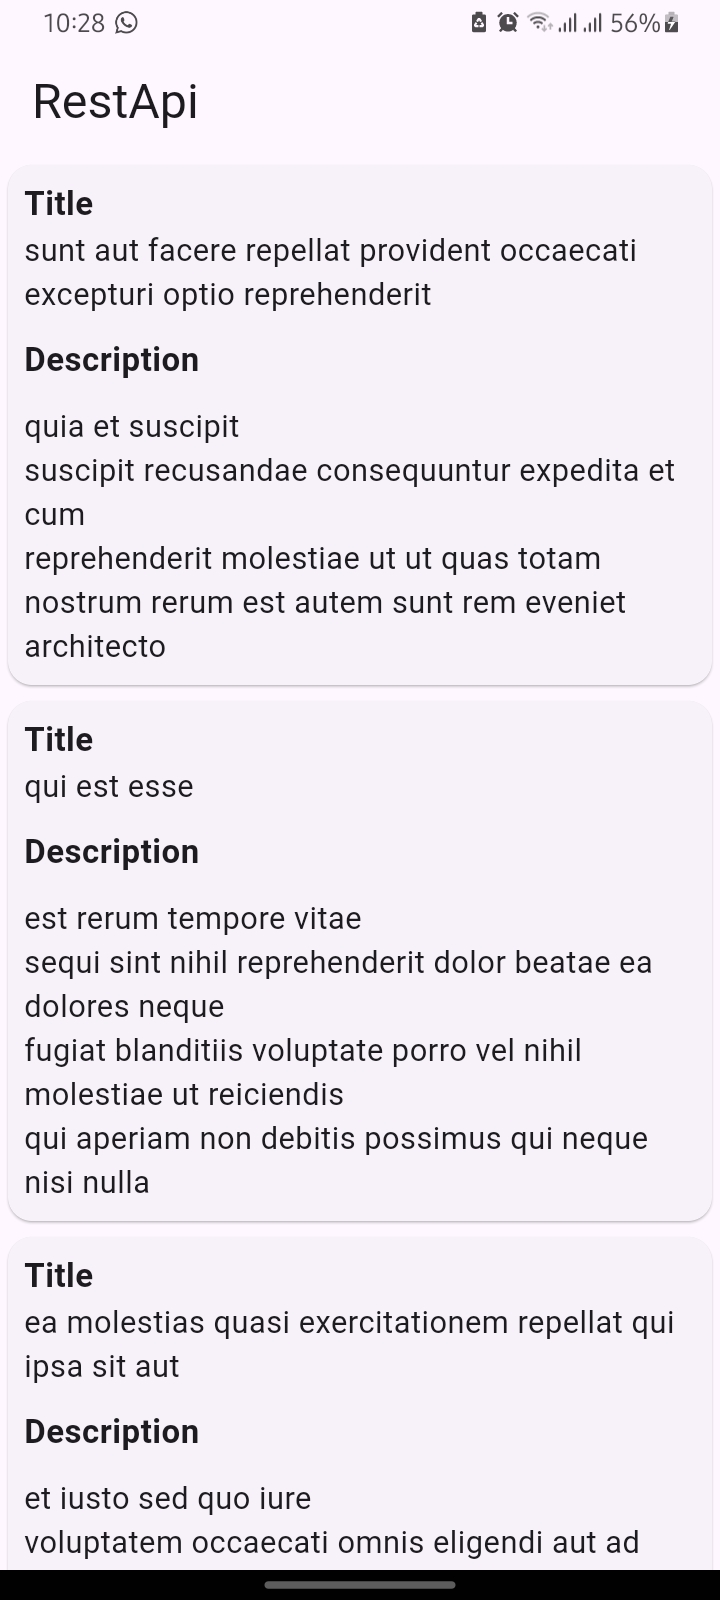 10:28 56%
RestApi
Title
sunt aut facere repellat provident occaecati
excepturi optio reprehenderit
Description
quia et suscipit
suscipit recusandae consequuntur expedita et
cum
reprehenderit molestiae ut ut quas totam
nostrum rerum est autem sunt rem eveniet
architecto
Title
qui est esse
Description
est rerum tempore vitae
sequi sint nihil reprehenderit dolor beatae ea
dolores neque
fugiat blanditiis voluptate porro vel nihil
molestiae ut reiciendis
qui aperiam non debitis possimus qui neque
nisi nulla
Title
ea molestias quasi exercitationem repellat qui
ipsa sit aut
Description
et iusto sed quo iure
voluptatem occaecati omnis eligendi aut ad